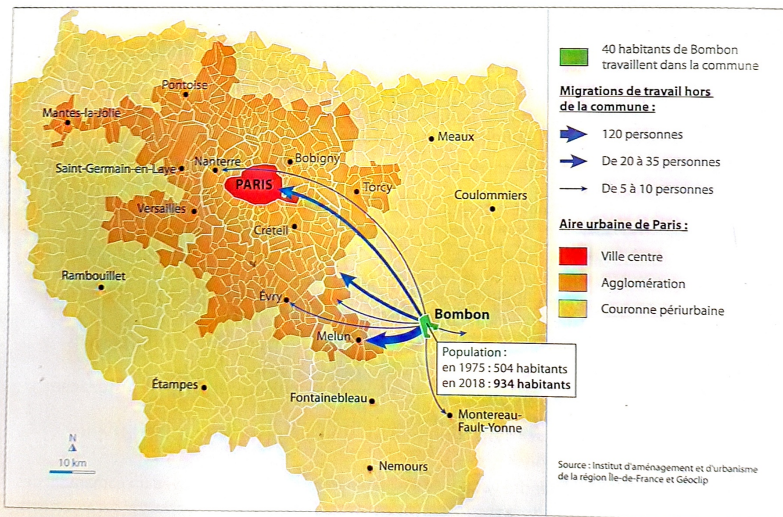 Pontoise
Mantes-la-Jolie
Meaux
Saint-Germain-en-Laye
Nanterre
Bobigny
PARIS
Torcy
Coulommiers
Versailles
Créteil
Rambouillet
Évry
Bombon
Melun
Population :
en 1975 : 504 habitants
en 2018 : 934 habitants
Étampes
Fontainebleau
Montereau-
Fault-Yonne
Nemours
N
10 km
40 habitants de Bombon
travaillent dans la commune
Migrations de travail hors
de la commune :
120 personnes
De 20 à 35 personnes
De 5 à 10 personnes
Aire urbaine de Paris :
Ville centre
Agglomération
Couronne périurbaine
Source : Institut d'aménagement et d'urbanisme
de la région Île-de-France et Géoclip